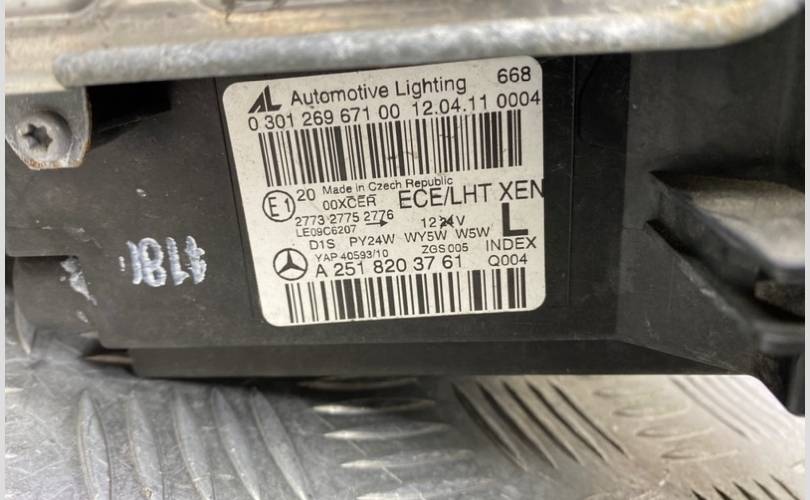 AL Automotive Lighting 668
0 301 269 671 00 12.04.11 0004
E1 20 Made in Czech Republic
00XCER ECE/LHT XEN
2773 2775 2776 12 V L
LE09C6207
D1S PY24W WY5W W5W
YAP 40593/10 ZGS 005 INDEX
A 251 820 37 61 Q004